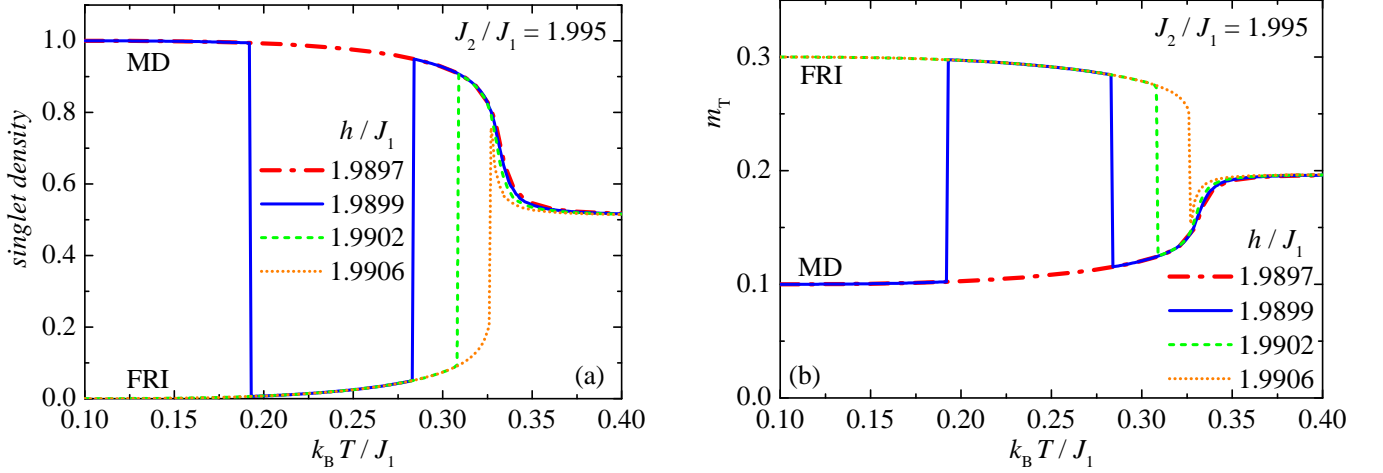 J2 / J1 = 1.995
1.0
0.8
0.6
0.4
0.2
0.0
singlet density
MD
h / J1
1.9897
1.9899
1.9902
1.9906
FRI
(a)
0.10
0.15
0.20
0.25
0.30
0.35
0.40
kB T / J1
J2 / J1 = 1.995
0.3
0.2
0.1
0.0
mT
FRI
MD
h / J1
1.9897
1.9899
1.9902
1.9906
(b)
0.10
0.15
0.20
0.25
0.30
0.35
0.40
kB T / J1